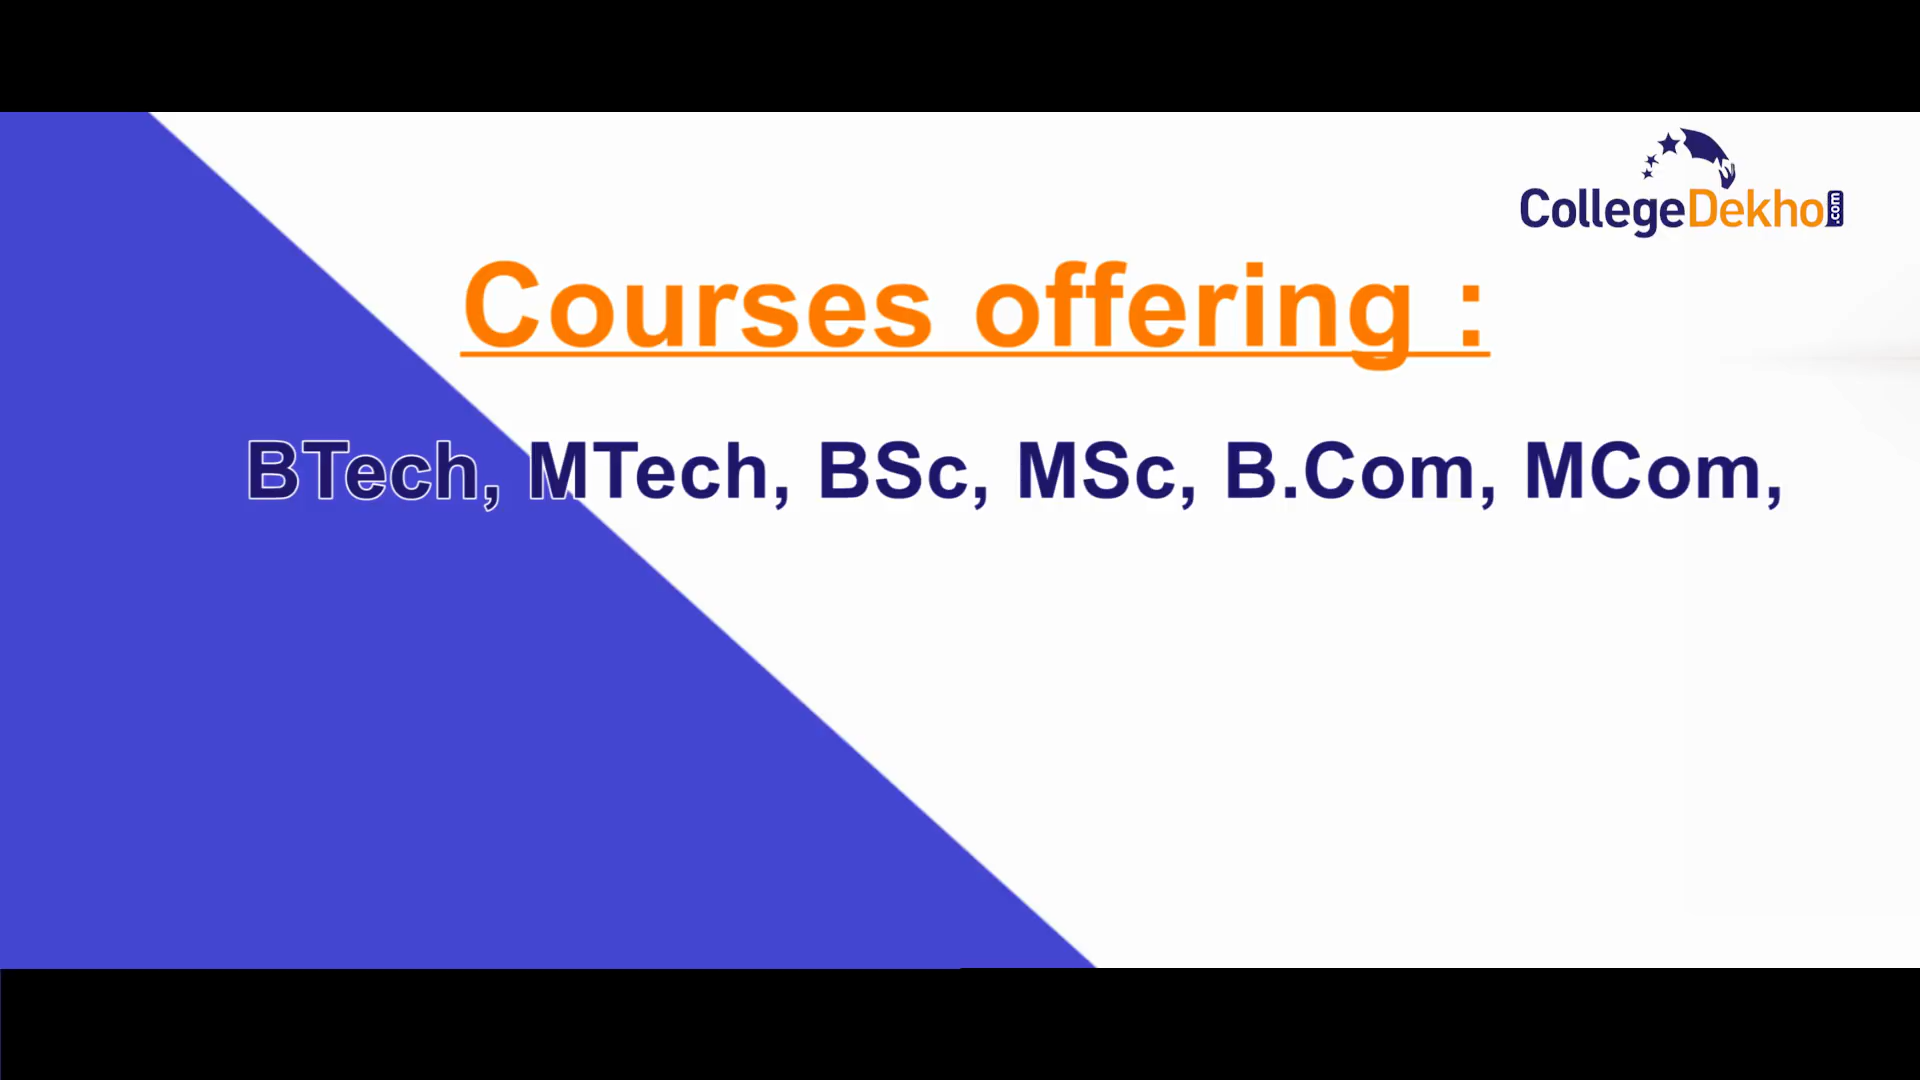 CollegeDekho.com
Courses offering :
BTech, MTech, BSc, MSc, B.Com, MCom,